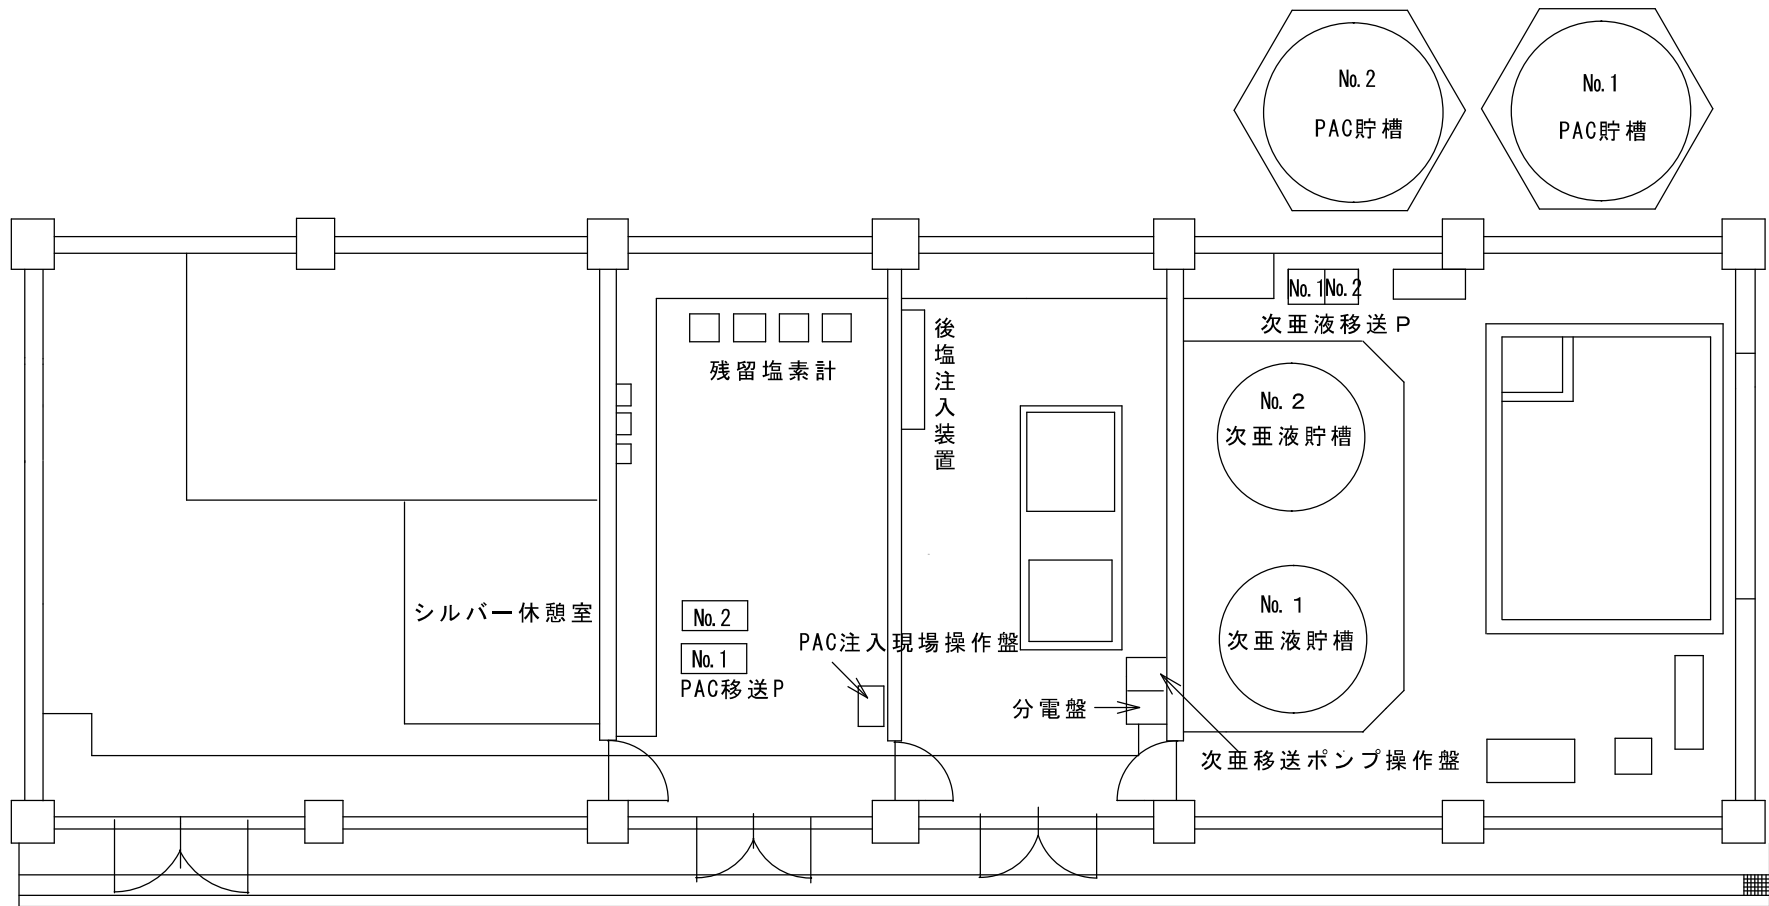 No.2
PAC貯槽
No.1
PAC貯槽
No.1
No.2
次亜液移送P
残留塩素計
後塩注入装置
No.2
次亜液貯槽
No.1
次亜液貯槽
シルバー休憩室
No.2
No.1
PAC移送P
PAC注入現場操作盤
分電盤
次亜移送ポンプ操作盤